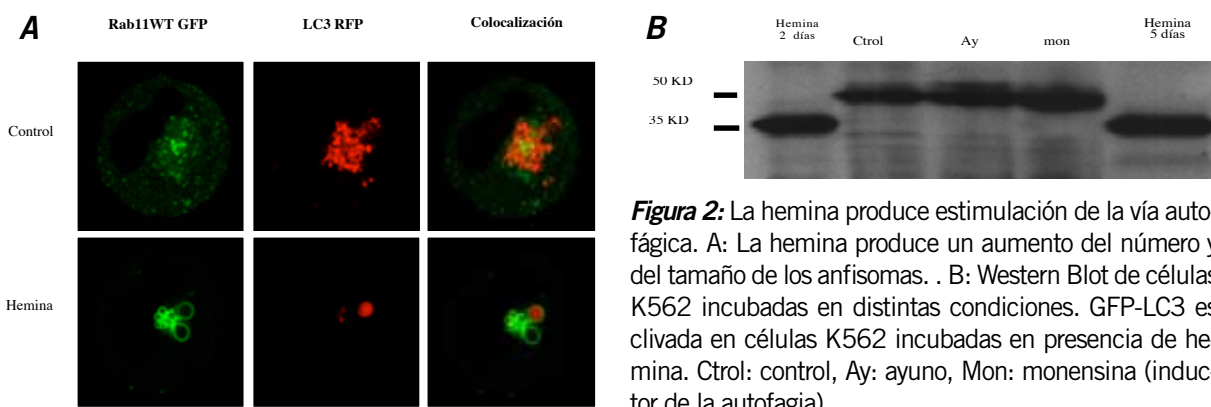 A
Rab11WT GFP
LC3 RFP
Colocalización
Control
Hemina
B
Hemina
2 días
Ctrol
Ay
mon
Hemina
5 días
50 KD
35 KD
Figura 2: La hemina produce estimulación de la vía auto-
fágica. A: La hemina produce un aumento del número y
del tamaño de los anfisomas. . B: Western Blot de células
K562 incubadas en distintas condiciones. GFP-LC3 es
clivada en células K562 incubadas en presencia de he-
mina. Ctrol: control, Ay: ayuno, Mon: monensina (induc-
tor de la autofagia)